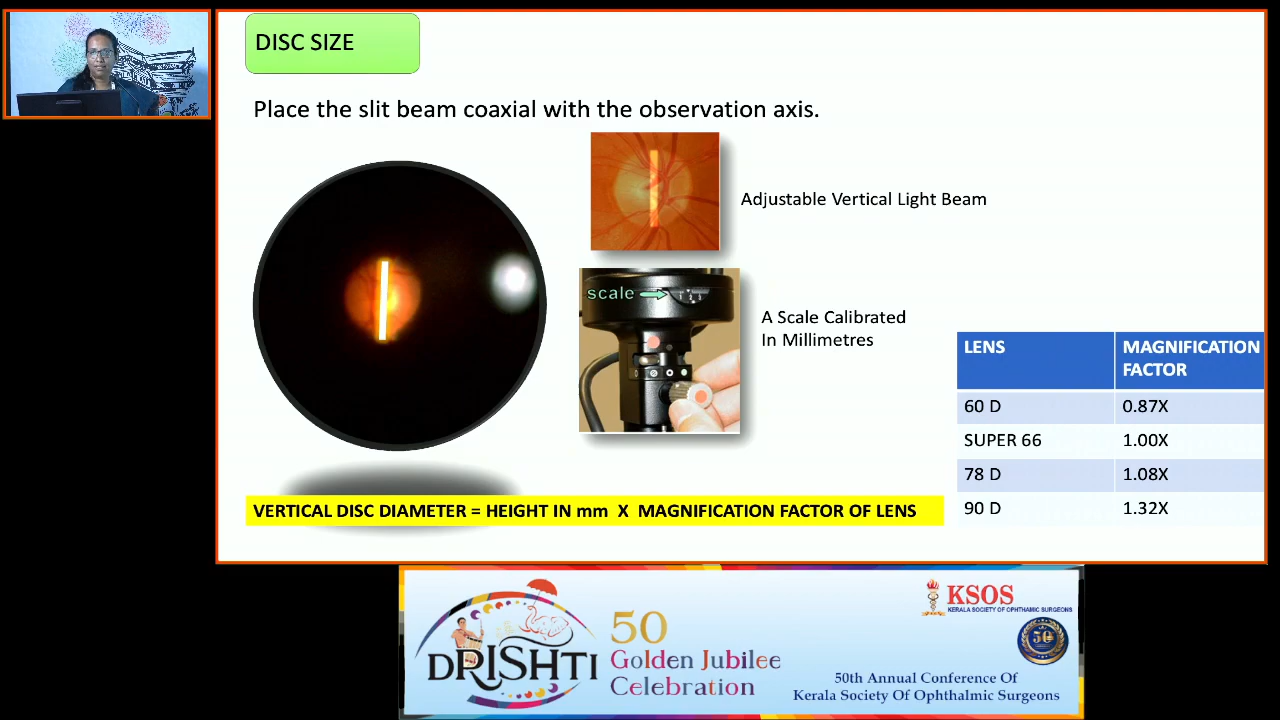 DISC SIZE
Place the slit beam coaxial with the observation axis.
Adjustable Vertical Light Beam
scale
A Scale Calibrated
In Millimetres
LENS MAGNIFICATION
FACTOR
60 D 0.87X
SUPER 66 1.00X
78 D 1.08X
90 D 1.32X
VERTICAL DISC DIAMETER = HEIGHT IN mm X MAGNIFICATION FACTOR OF LENS
DRISHTI
50
Golden Jubilee
Celebration
KSOS
KERALA SOCIETY OF OPHTHAMIC SURGEONS
50
50th Annual Conference Of
Kerala Society Of Ophthalmic Surgeons